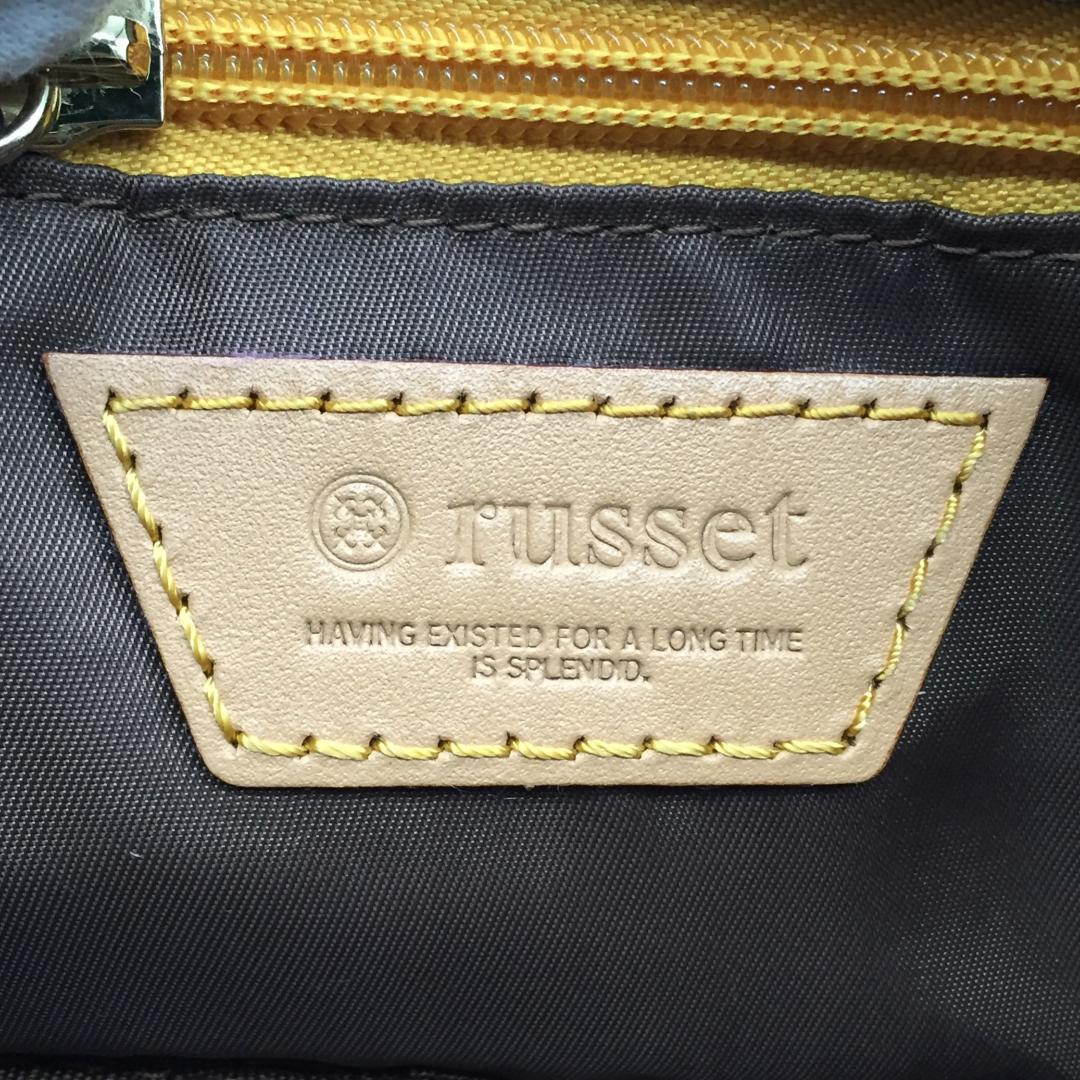 russet
HAVING EXISTED FOR A LONG TIME
IS SPLENDID.